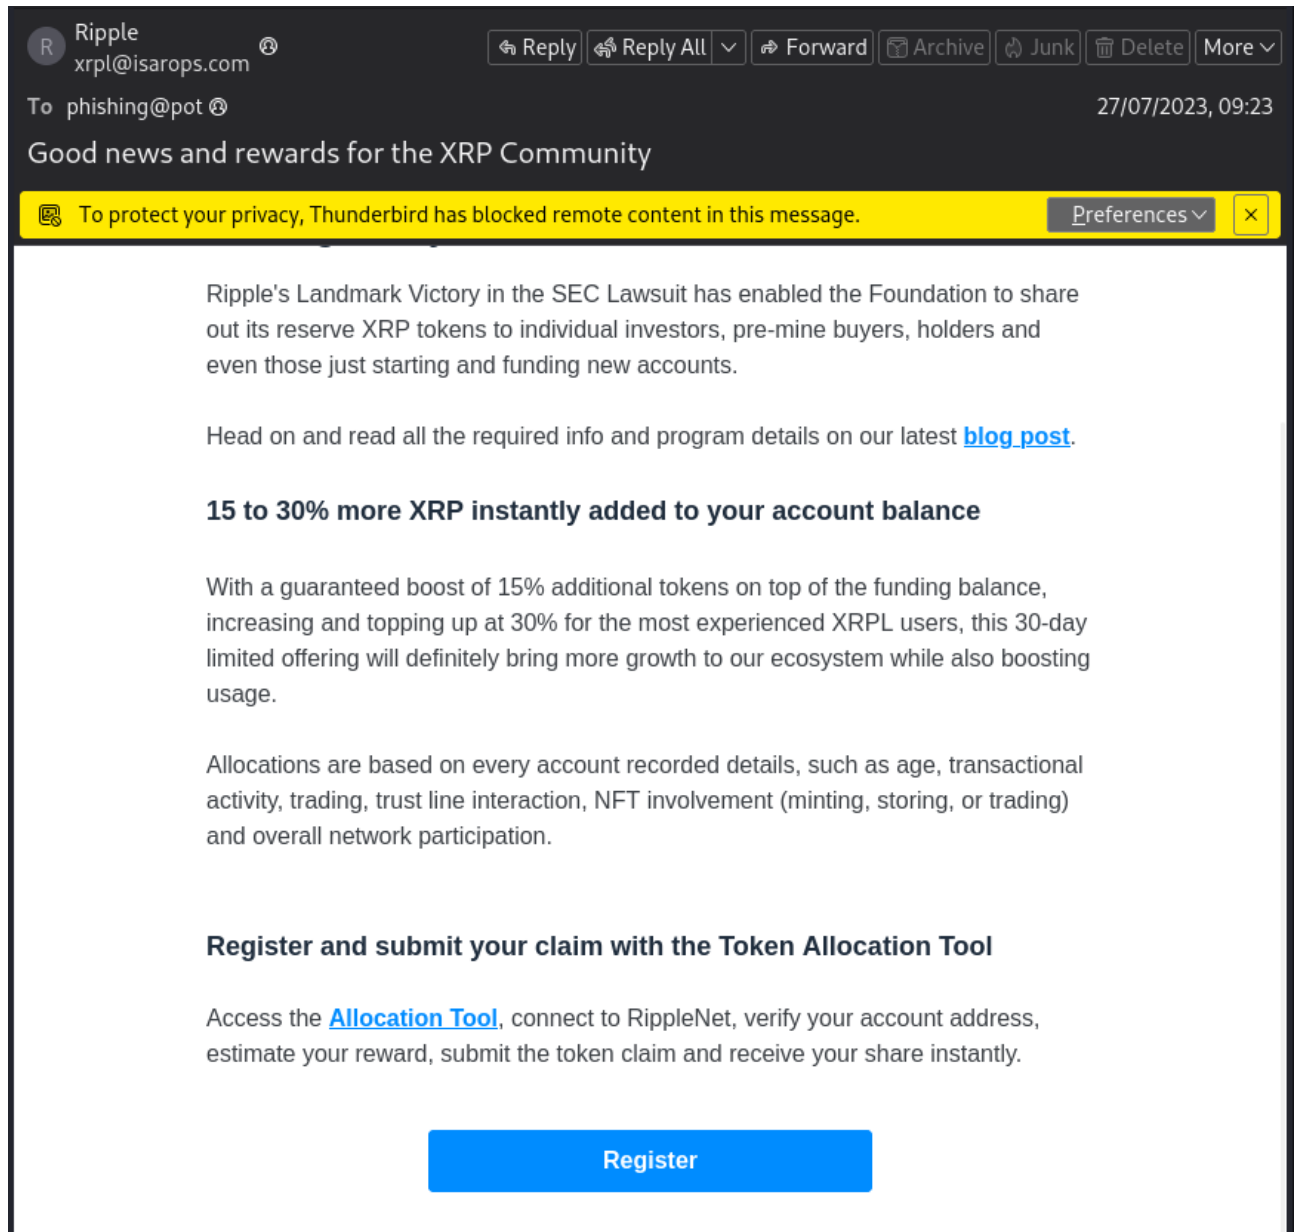 R
Ripple
xrpl@isarops.com
Reply
Reply All
Forward
Archive
Junk
Delete
More
To phishing@pot
27/07/2023, 09:23
Good news and rewards for the XRP Community
To protect your privacy, Thunderbird has blocked remote content in this message.
Preferences
Ripple's Landmark Victory in the SEC Lawsuit has enabled the Foundation to share
out its reserve XRP tokens to individual investors, pre-mine buyers, holders and
even those just starting and funding new accounts.
Head on and read all the required info and program details on our latest blog post.
15 to 30% more XRP instantly added to your account balance
With a guaranteed boost of 15% additional tokens on top of the funding balance,
increasing and topping up at 30% for the most experienced XRPL users, this 30-day
limited offering will definitely bring more growth to our ecosystem while also boosting
usage.
Allocations are based on every account recorded details, such as age, transactional
activity, trading, trust line interaction, NFT involvement (minting, storing, or trading)
and overall network participation.
Register and submit your claim with the Token Allocation Tool
Access the Allocation Tool, connect to RippleNet, verify your account address,
estimate your reward, submit the token claim and receive your share instantly.
Register